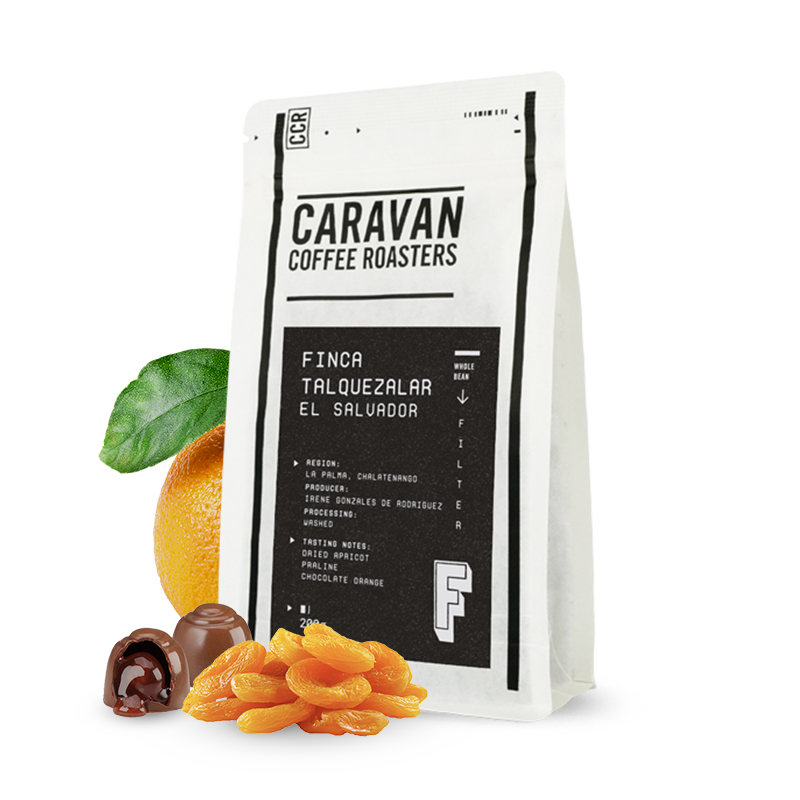 CCR
CARAVAN
COFFEE ROASTERS
FINCA
TALQUEZALAR
EL SALVADOR
WHOLE
BEAN
FILTER
REGION:
LA PALMA, CHALATENANGO
PRODUCER:
IRENE GONZALES DE RODRIGUEZ
PROCESSING:
WASHED
TASTING NOTES:
DRIED APRICOT
PRALINE
CHOCOLATE ORANGE
F